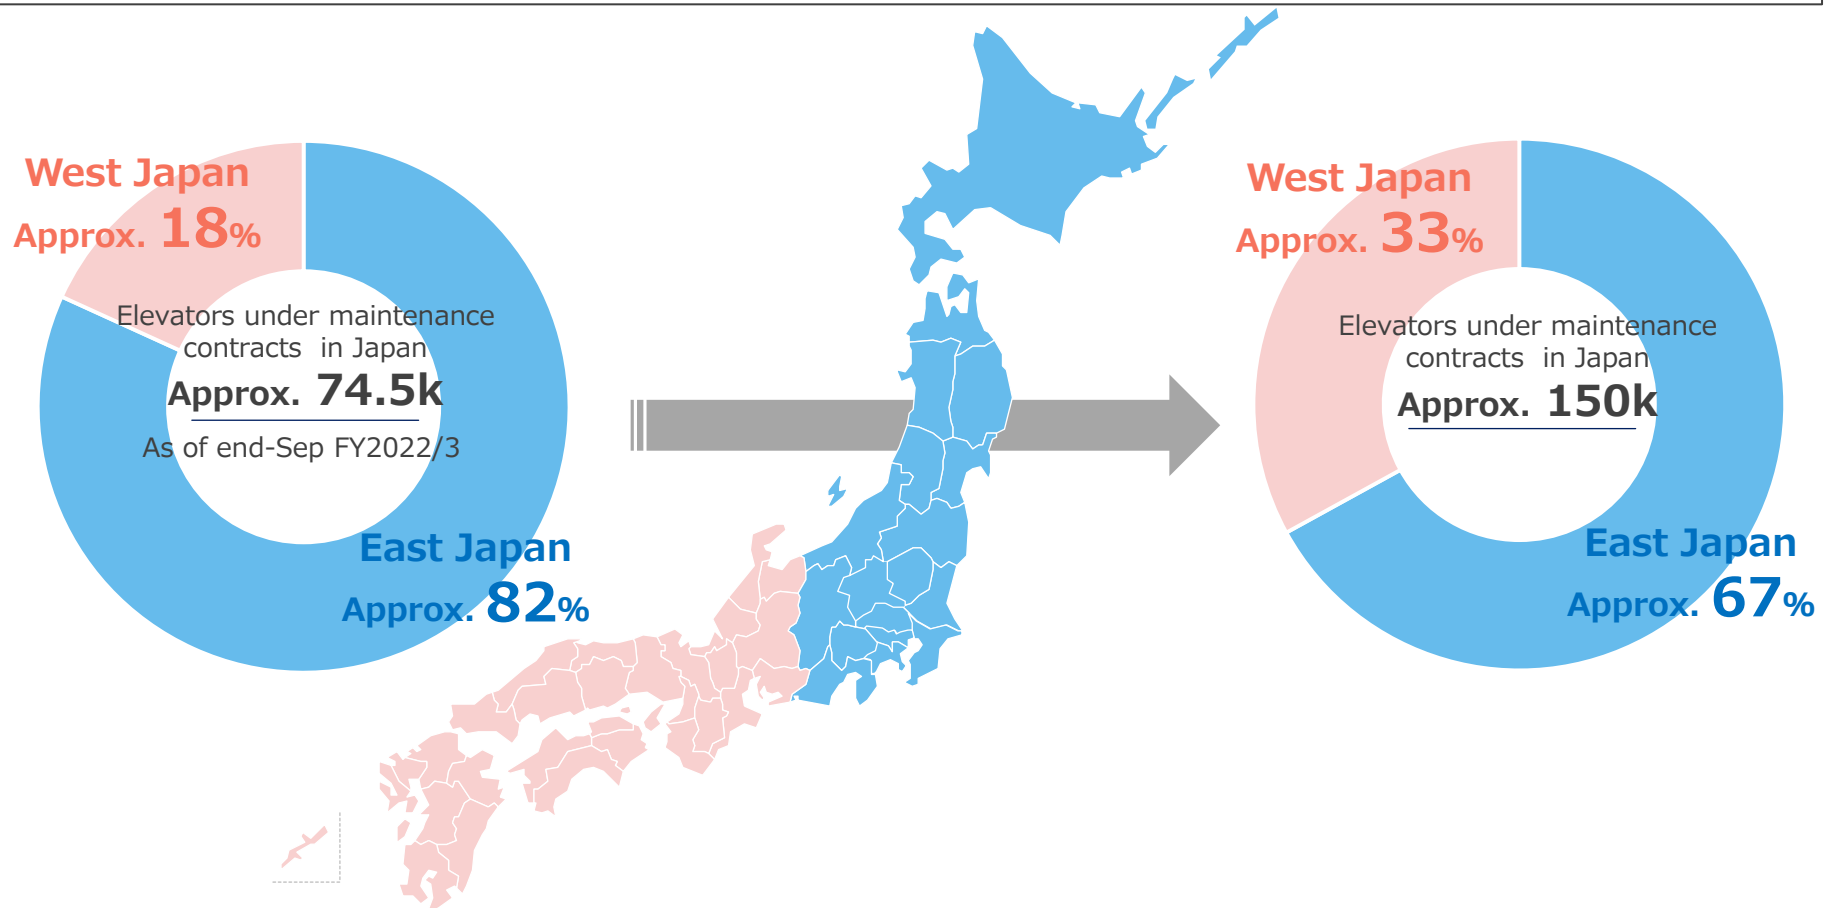 West Japan
Approx. 18%
Elevators under maintenance
contracts in Japan
Approx. 74.5k
As of end-Sep FY2022/3
East Japan
Approx. 82%
West Japan
Approx. 33%
Elevators under maintenance
contracts in Japan
Approx. 150k
East Japan
Approx. 67%